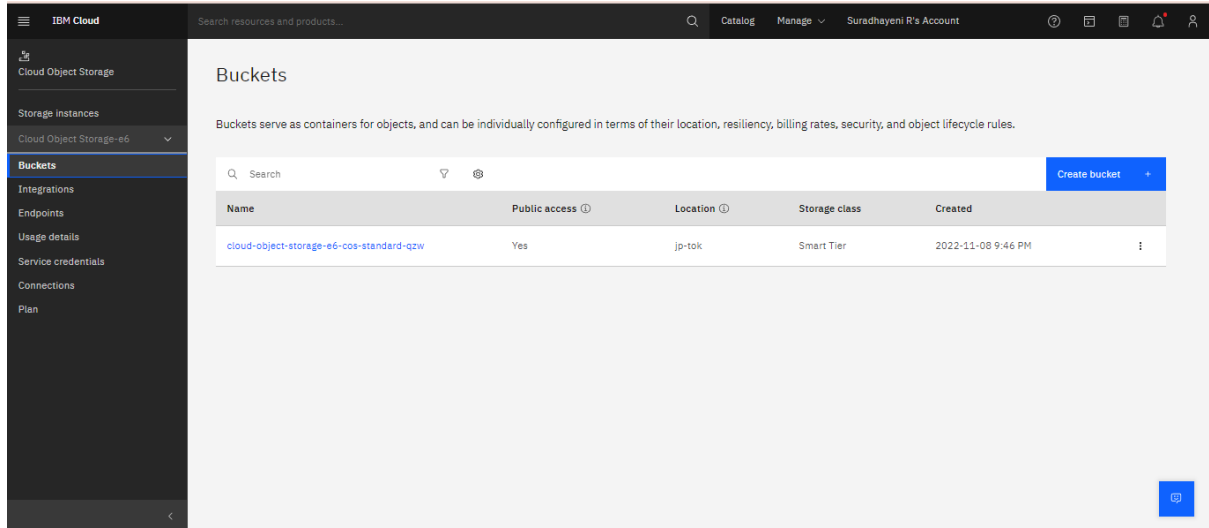 IBM Cloud
Search resources and products...
Catalog
Manage
Suradhayeni R's Account
Cloud Object Storage
Storage instances
Cloud Object Storage-e6
Buckets
Integrations
Endpoints
Usage details
Service credentials
Connections
Plan
Buckets
Buckets serve as containers for objects, and can be individually configured in terms of their location, resiliency, billing rates, security, and object lifecycle rules.
Search
Create bucket +
Name Public access Location Storage class Created
cloud-object-storage-e6-cos-standard-qzw Yes jp-tok Smart Tier 2022-11-08 9:46 PM